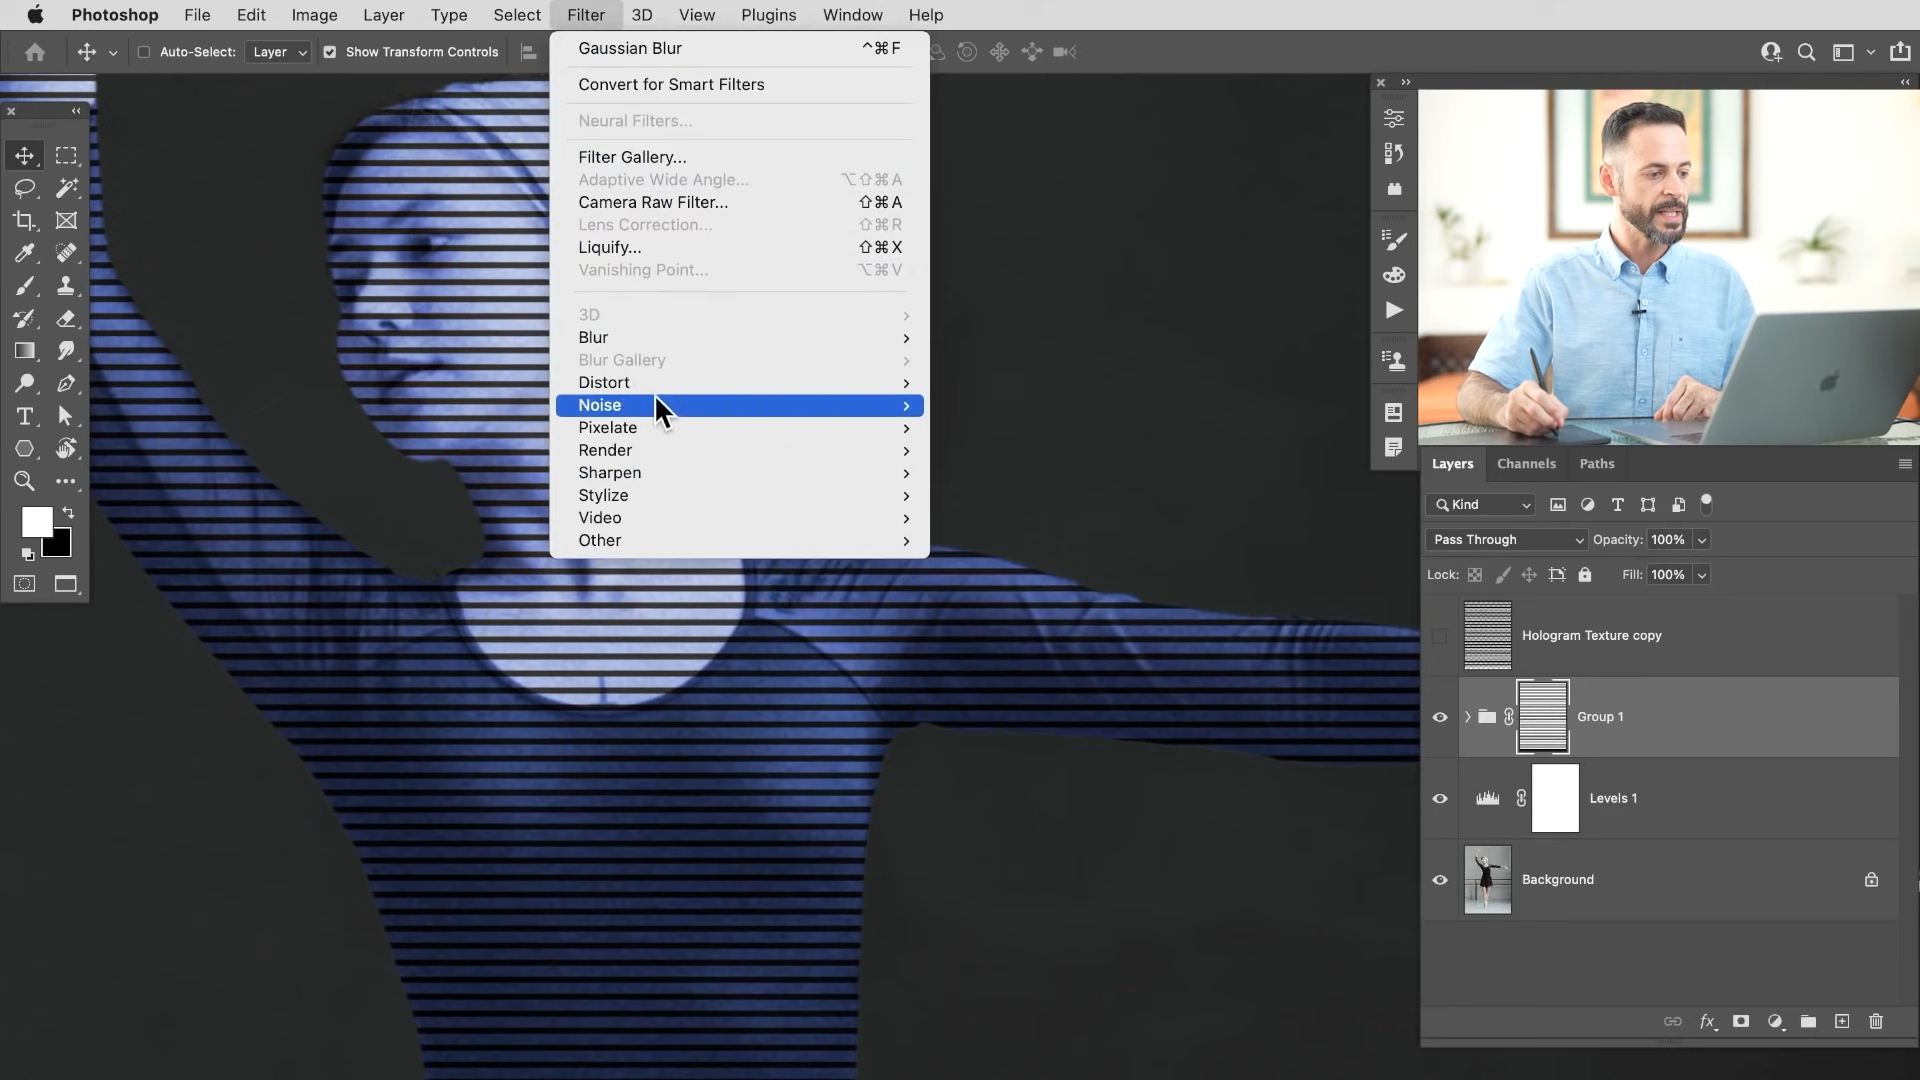 Photoshop File Edit Image Layer Type Select Filter 3D View Plugins Window Help
Auto-Select: Layer Show Transform Controls
Gaussian Blur ⌃⌘F
Convert for Smart Filters
Neural Filters...
Filter Gallery...
Adaptive Wide Angle... ⌥⇧⌘A
Camera Raw Filter... ⇧⌘A
Lens Correction... ⇧⌘R
Liquify... ⇧⌘X
Vanishing Point... ⌥⌘V
3D
Blur
Blur Gallery
Distort
Noise
Pixelate
Render
Sharpen
Stylize
Video
Other
Layers Channels Paths
Kind
Pass Through Opacity: 100%
Lock: Fill: 100%
Hologram Texture copy
Group 1
Levels 1
Background
fx